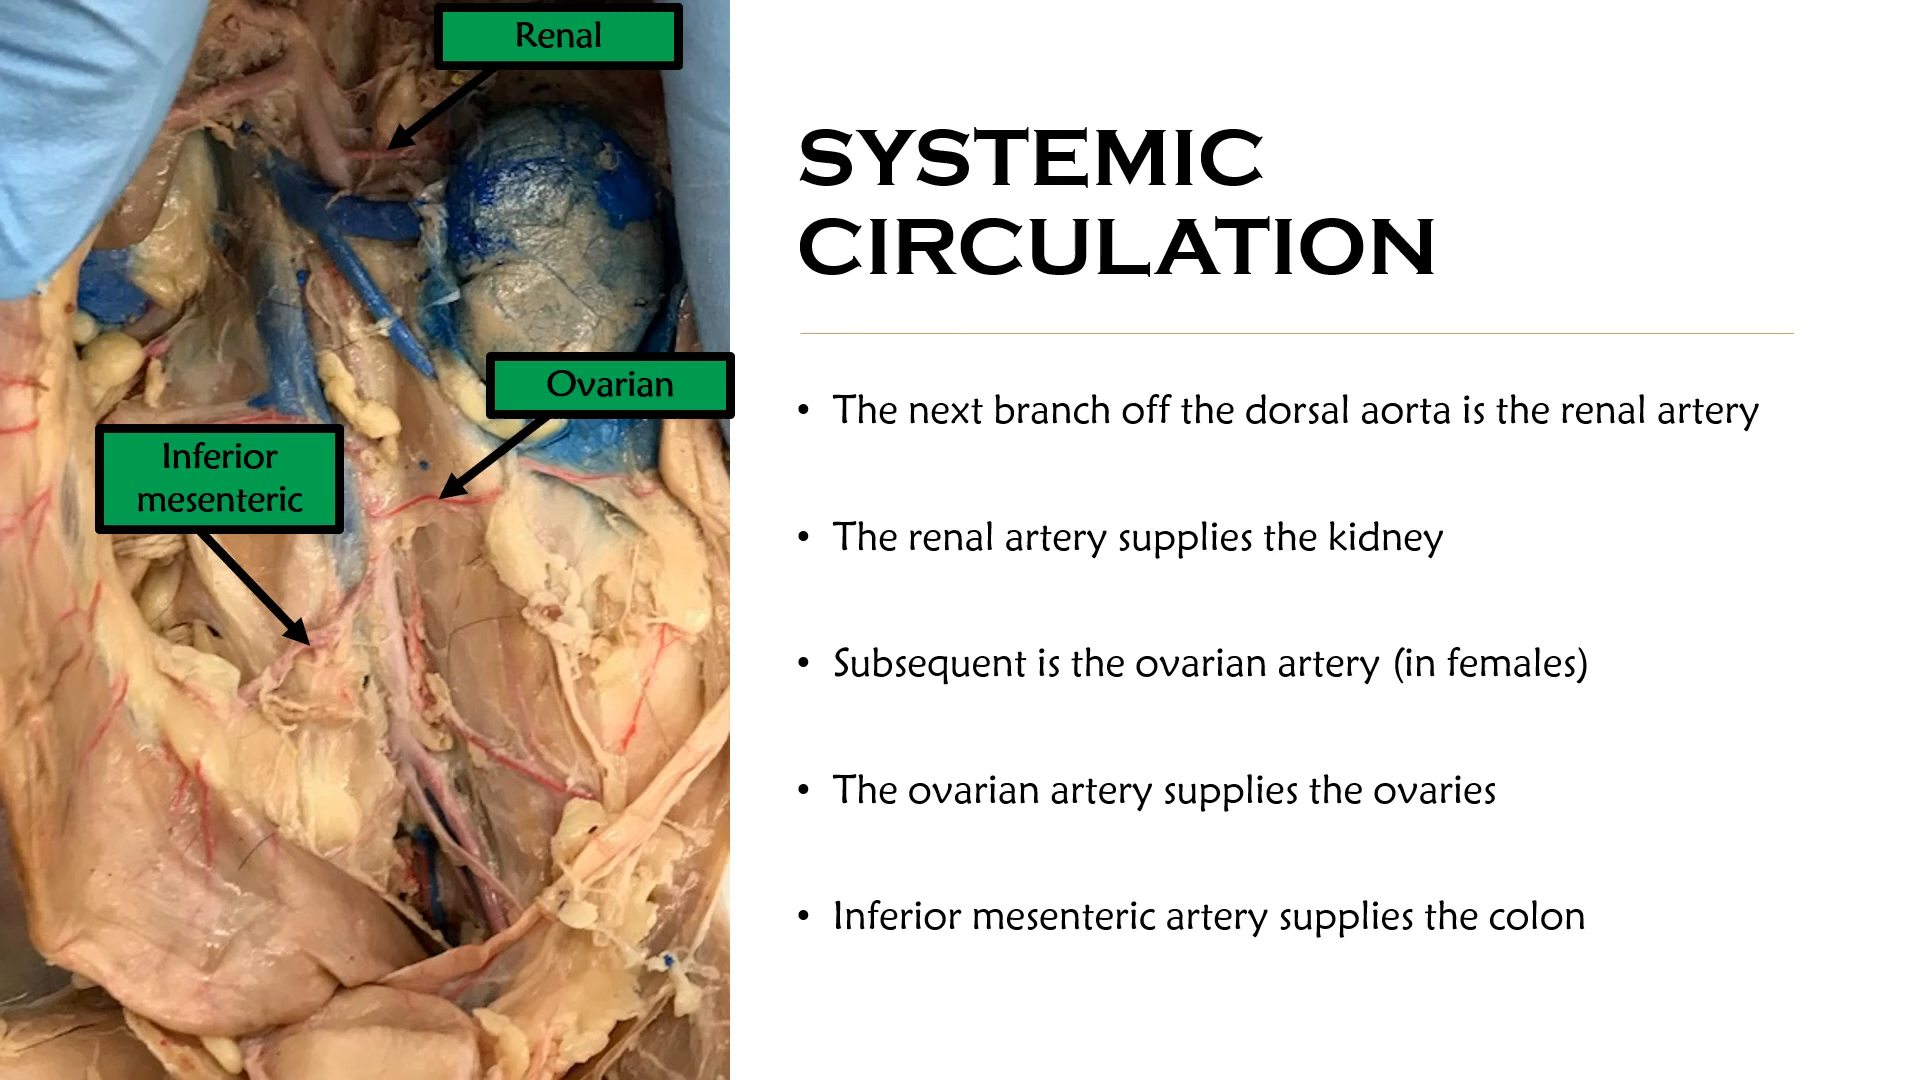 Renal
Ovarian
Inferior
mesenteric
SYSTEMIC
CIRCULATION
• The next branch off the dorsal aorta is the renal artery
• The renal artery supplies the kidney
• Subsequent is the ovarian artery (in females)
• The ovarian artery supplies the ovaries
• Inferior mesenteric artery supplies the colon